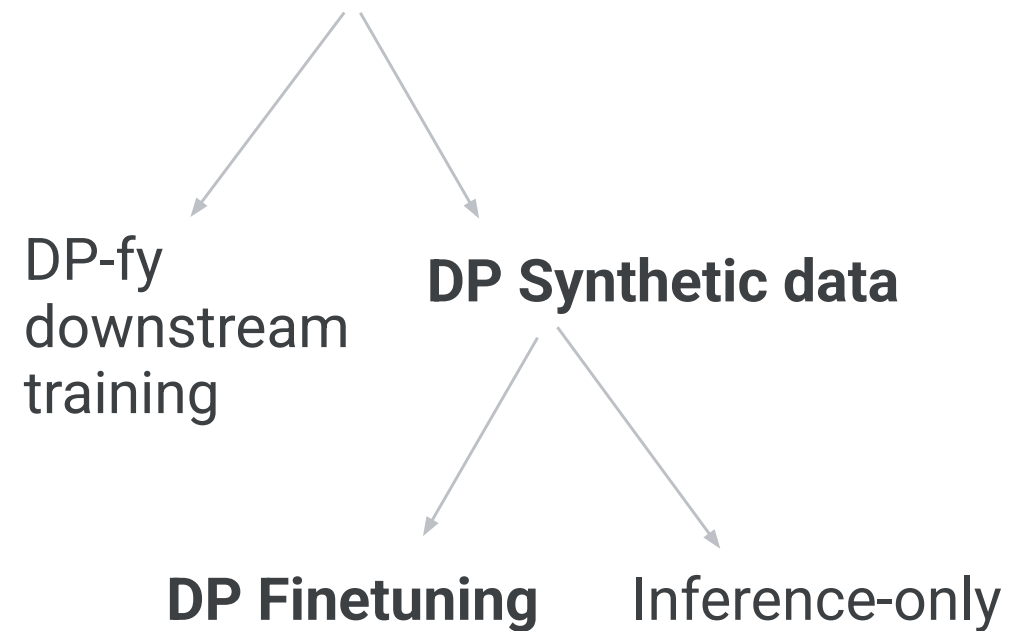 DP-fy
downstream
training
DP Synthetic data
DP Finetuning
Inference-only